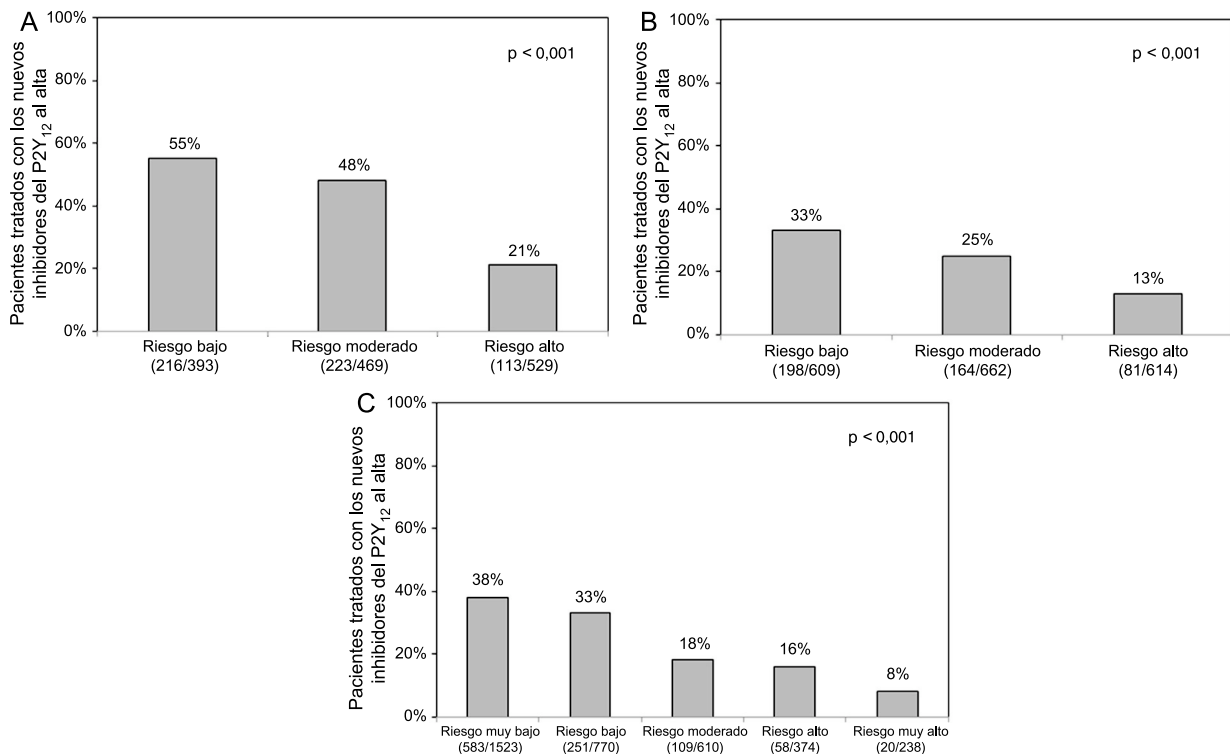 A
Pacientes tratados con los nuevos
inhibidores del P2Y12 al alta
100%
80%
60%
40%
20%
0%
p < 0,001
55%
48%
21%
Riesgo bajo
(216/393)
Riesgo moderado
(223/469)
Riesgo alto
(113/529)
B
Pacientes tratados con los nuevos
inhibidores del P2Y12 al alta
100%
80%
60%
40%
20%
0%
p < 0,001
33%
25%
13%
Riesgo bajo
(198/609)
Riesgo moderado
(164/662)
Riesgo alto
(81/614)
C
Pacientes tratados con los nuevos
inhibidores del P2Y12 al alta
100%
80%
60%
40%
20%
0%
p < 0,001
38%
33%
18%
16%
8%
Riesgo muy bajo
(583/1523)
Riesgo bajo
(251/770)
Riesgo moderado
(109/610)
Riesgo alto
(58/374)
Riesgo muy alto
(20/238)